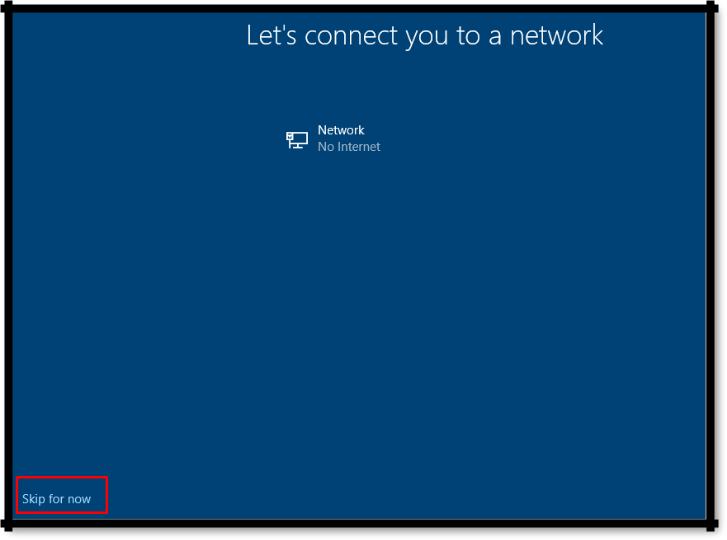 Let's connect you to a network
Network
No Internet
Skip for now